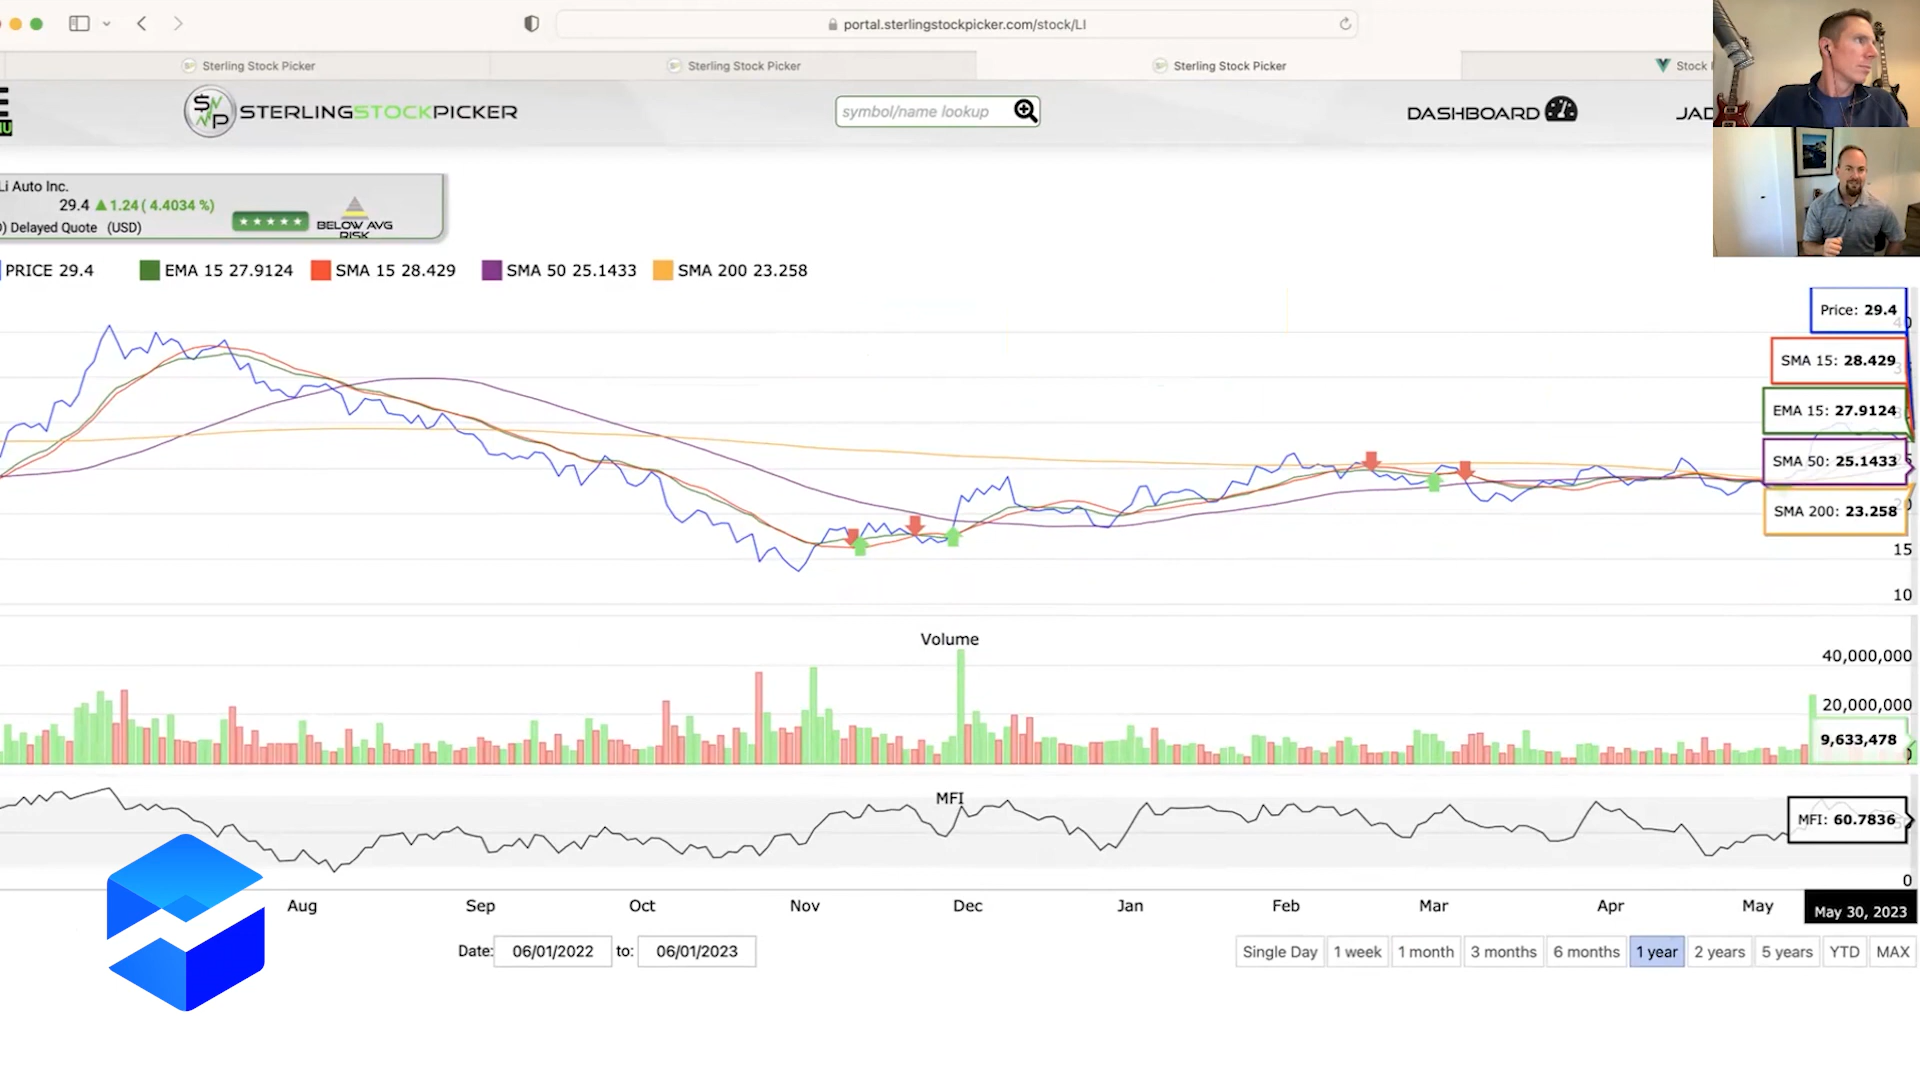 portal.sterlingstockpicker.com/stock/LI
Sterling Stock Picker
Sterling Stock Picker
Sterling Stock Picker
Stock
STERLINGSTOCKPICKER
symbol/name lookup
DASHBOARD
JAD
Li Auto Inc.
29.4 ▲1.24 ( 4.4034 %)
) Delayed Quote (USD)
BELOW AVG
RISK
PRICE 29.4
EMA 15 27.9124
SMA 15 28.429
SMA 50 25.1433
SMA 200 23.258
Price: 29.4
SMA 15: 28.429
EMA 15: 27.9124
SMA 50: 25.1433
SMA 200: 23.258
15
10
Volume
40,000,000
20,000,000
9,633,478
MFI
MFI: 60.7836
0
Aug Sep Oct Nov Dec Jan Feb Mar Apr May
May 30, 2023
Date: 06/01/2022 to: 06/01/2023
Single Day 1 week 1 month 3 months 6 months 1 year 2 years 5 years YTD MAX